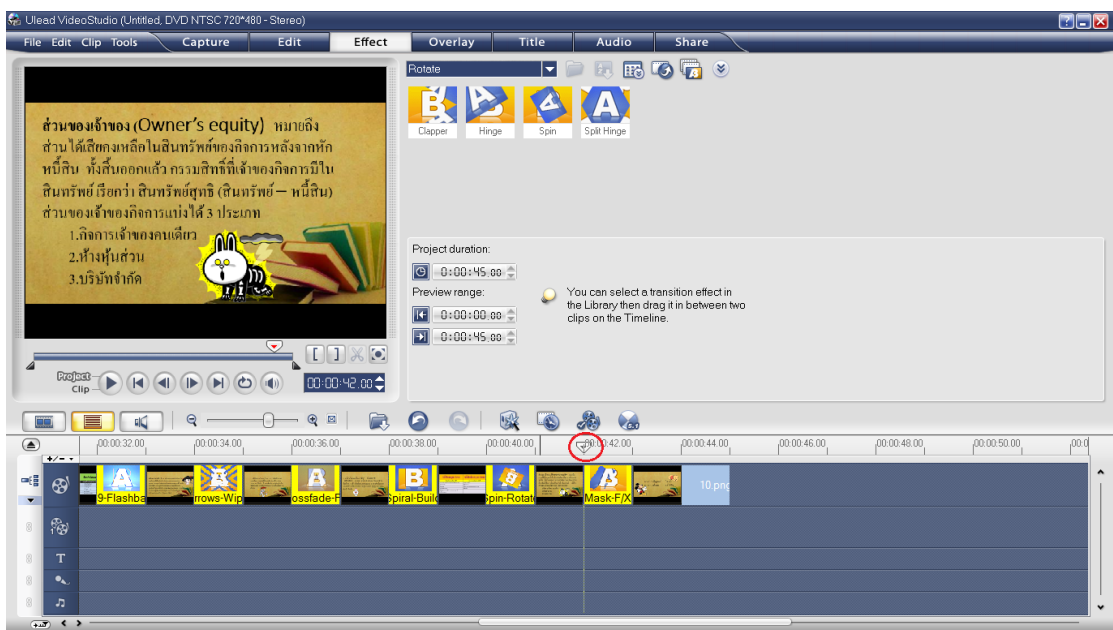 Ulead VideoStudio (Untitled, DVD NTSC 720*480 - Stereo)
File Edit Clip Tools Capture Edit Effect Overlay Title Audio Share
Rotate
Clapper Hinge Spin Split Hinge
ส่วนของเจ้าของ (Owner's equity) หมายถึง
ส่วนได้เสียคงเหลือในสินทรัพย์ของกิจการหลังจากหัก
หนี้สิน ทั้งสิ้นออกแล้ว กรรมสิทธิ์ที่เจ้าของกิจการมีใน
สินทรัพย์ เรียกว่า สินทรัพย์สุทธิ (สินทรัพย์ – หนี้สิน)
ส่วนของเจ้าของกิจการแบ่งได้ 3 ประเภท
1.กิจการเจ้าของคนเดียว
2.ห้างหุ้นส่วน
3.บริษัทจำกัด
Project duration:
0:00:45.00
Preview range:
0:00:00.00
0:00:45.00
You can select a transition effect in
the Library then drag it in between two
clips on the Timeline.
Project
Clip
00:00:42.00
00:00:32.00 00:00:34.00 00:00:36.00 00:00:38.00 00:00:40.00 00:00:42.00 00:00:44.00 00:00:46.00 00:00:48.00 00:00:50.00 00:0
9-Flashba rrows-Wip ossfade-F piral-Build pin-Rotat Mask-F/X 10.png
T